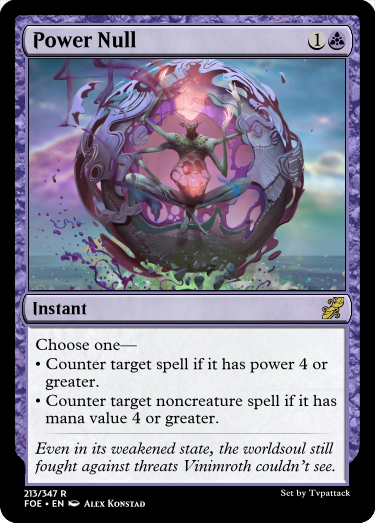 Power Null
1
Instant
Choose one—
• Counter target spell if it has power 4 or
greater.
• Counter target noncreature spell if it has
mana value 4 or greater.
Even in its weakened state, the worldsoul still
fought against threats Vinimroth couldn’t see.
213/347 R
Set by Tvpattack
FOE • EN Alex Konstad